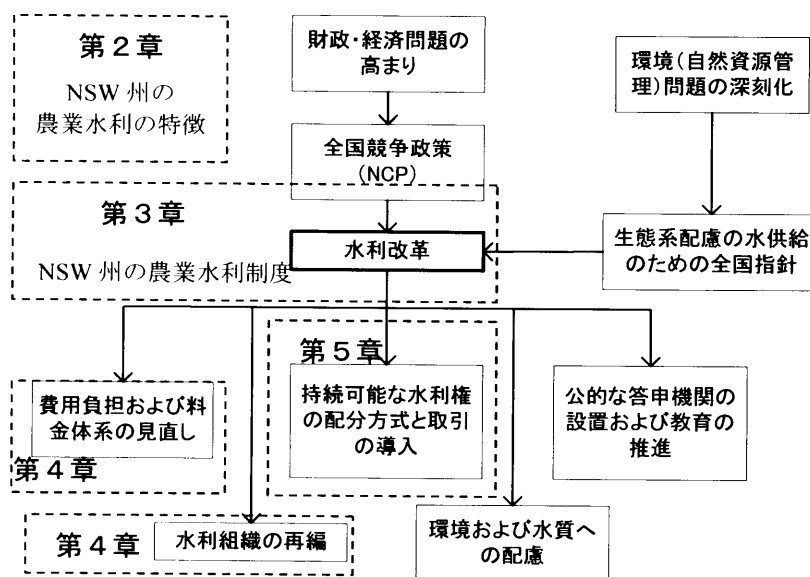 第２章
NSW 州の
農業水利の特徴
財政・経済問題の
高まり
環境（自然資源管
理）問題の深刻化
全国競争政策
（NCP）
第３章
NSW 州の農業水利制度
水利改革
生態系配慮の水供給
のための全国指針
費用負担および料
金体系の見直し
第４章
第５章
持続可能な水利権
の配分方式と取引
の導入
公的な答申機関の
設置および教育の
推進
第４章
水利組織の再編
環境および水質へ
の配慮